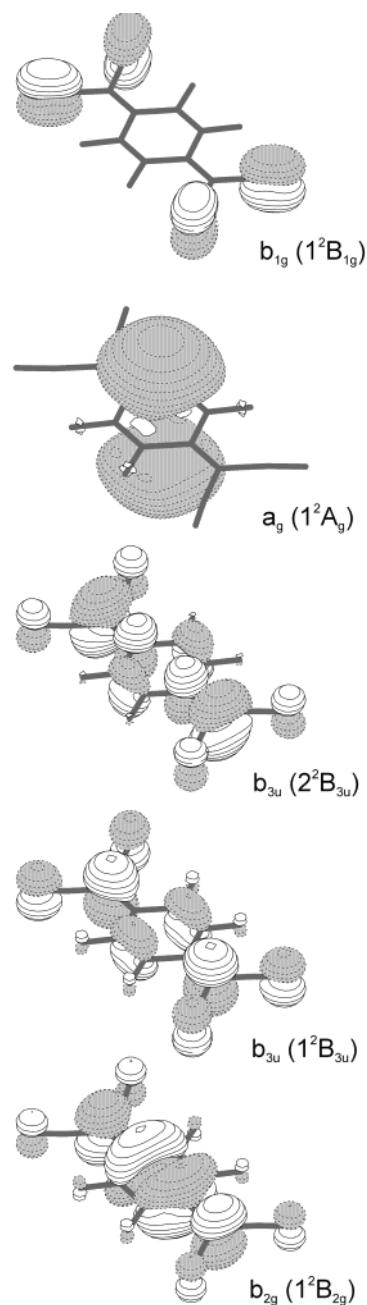 b₁g (1²B₁g)
ag (1²Ag)
b₃u (2²B₃u)
b₃u (1²B₃u)
b₂g (1²B₂g)